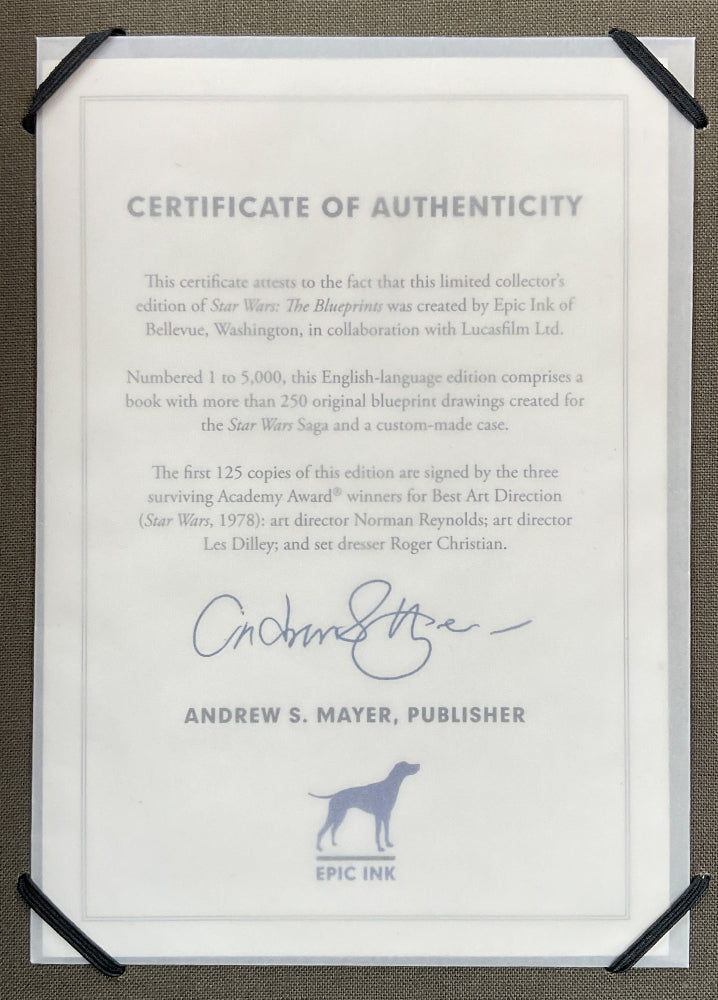 CERTIFICATE OF AUTHENTICITY
This certificate attests to the fact that this limited collector's
edition of Star Wars: The Blueprints was created by Epic Ink of
Bellevue, Washington, in collaboration with Lucasfilm Ltd.
Numbered 1 to 5,000, this English-language edition comprises a
book with more than 250 original blueprint drawings created for
the Star Wars Saga and a custom-made case.
The first 125 copies of this edition are signed by the three
surviving Academy Award® winners for Best Art Direction
(Star Wars, 1978): art director Norman Reynolds; art director
Les Dilley; and set dresser Roger Christian.
Andrew S Mayer
ANDREW S. MAYER, PUBLISHER
EPIC INK